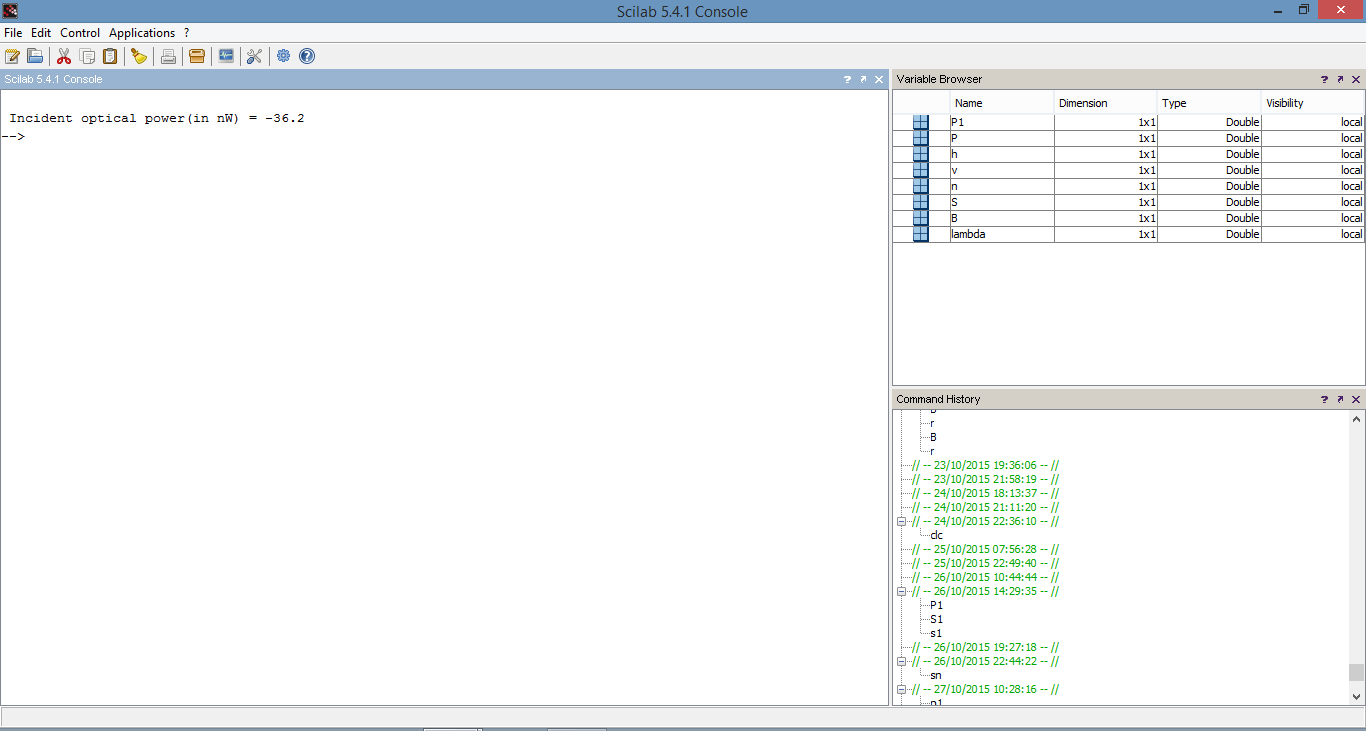 Scilab 5.4.1 Console
File Edit Control Applications ?
Scilab 5.4.1 Console
Incident optical power(in nW) = -36.2
-->
Variable Browser
Name Dimension Type Visibility
P1 1x1 Double local
P 1x1 Double local
h 1x1 Double local
v 1x1 Double local
n 1x1 Double local
S 1x1 Double local
B 1x1 Double local
lambda 1x1 Double local
Command History
r
B
r
// -- 23/10/2015 19:36:06 -- //
// -- 23/10/2015 21:58:19 -- //
// -- 24/10/2015 18:13:37 -- //
// -- 24/10/2015 21:11:20 -- //
// -- 24/10/2015 22:36:10 -- //
clc
// -- 25/10/2015 07:56:28 -- //
// -- 25/10/2015 22:49:40 -- //
// -- 26/10/2015 10:44:44 -- //
// -- 26/10/2015 14:29:35 -- //
P1
S1
s1
// -- 26/10/2015 19:27:18 -- //
// -- 26/10/2015 22:44:22 -- //
sn
// -- 27/10/2015 10:28:16 -- //